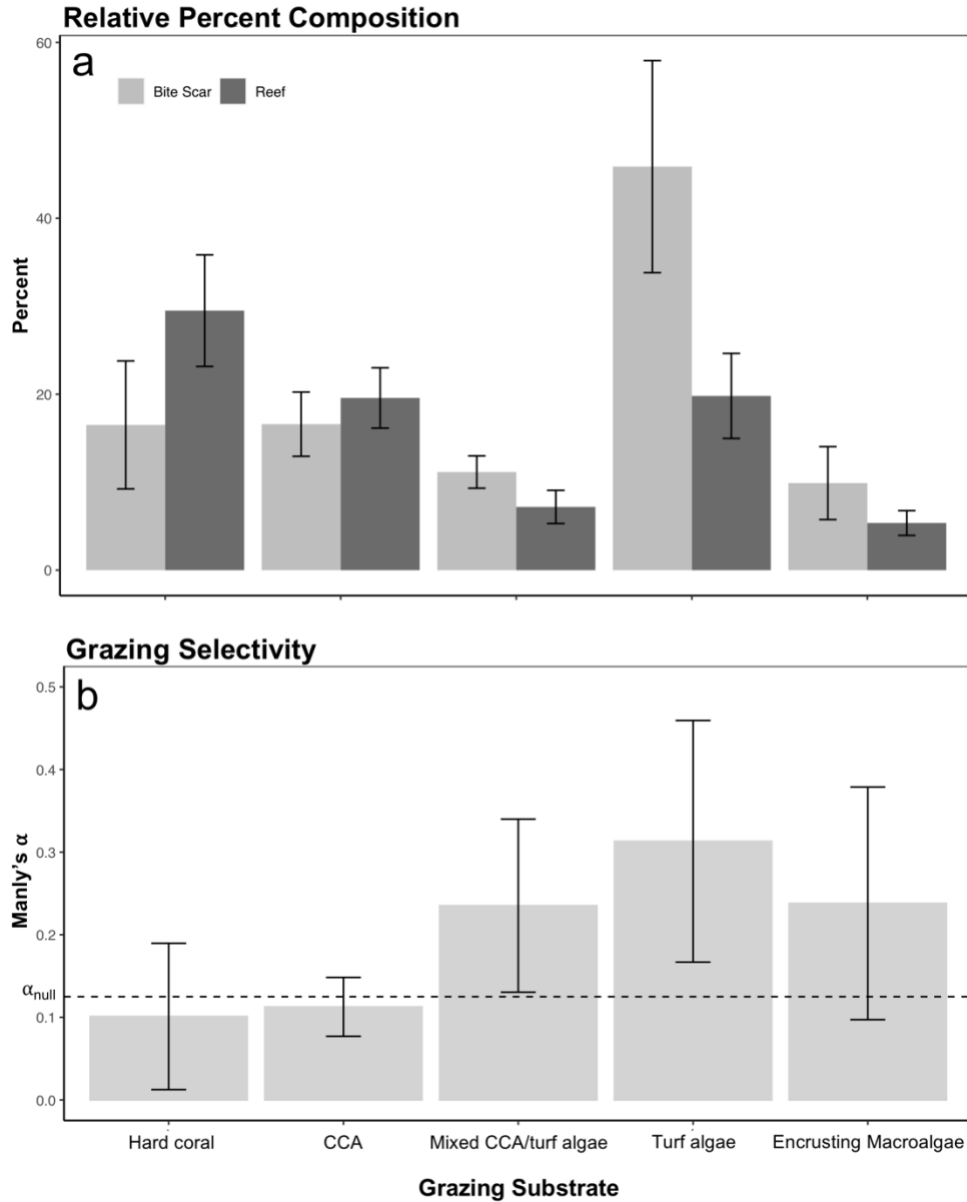 Relative Percent Composition
a
Bite Scar Reef
60
40
20
0
Percent
Grazing Selectivity
b
0.5
0.4
0.3
0.2
αnull
0.1
0.0
Manly's α
Hard coral CCA Mixed CCA/turf algae Turf algae Encrusting Macroalgae
Grazing Substrate